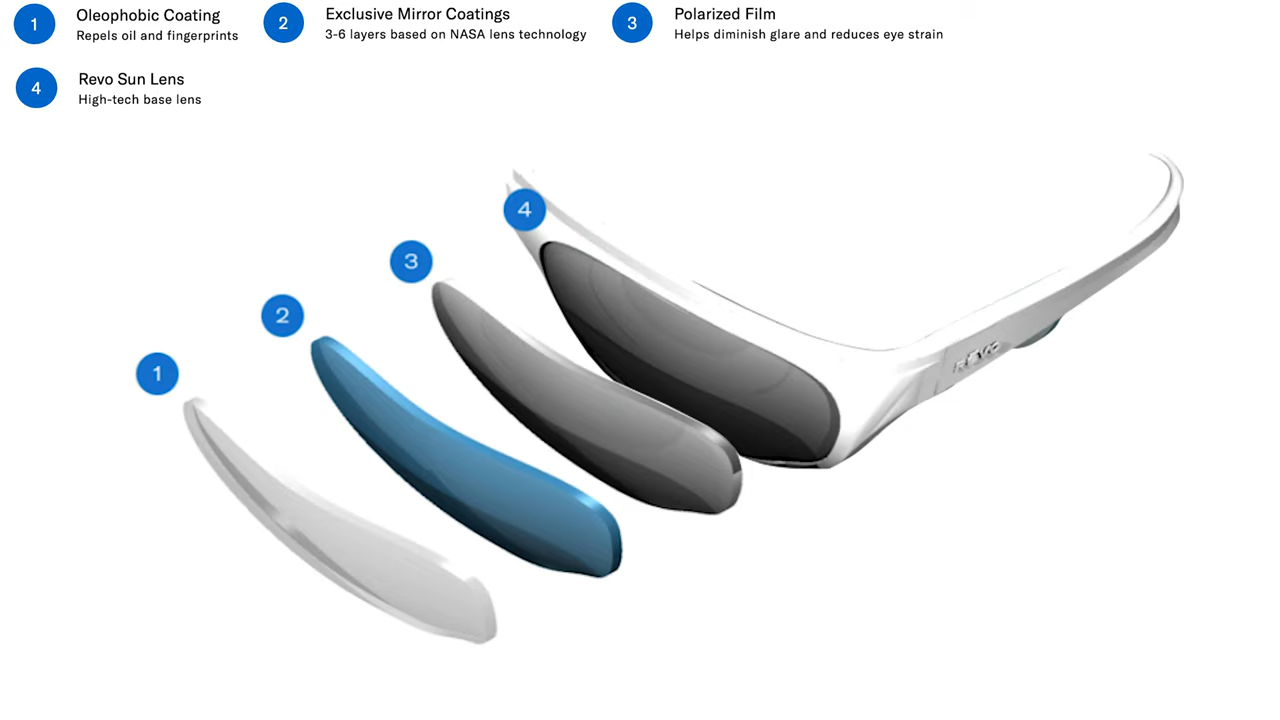 1
Oleophobic Coating
Repels oil and fingerprints
2
Exclusive Mirror Coatings
3-6 layers based on NASA lens technology
3
Polarized Film
Helps diminish glare and reduces eye strain
4
Revo Sun Lens
High-tech base lens
4
3
2
1
REVO